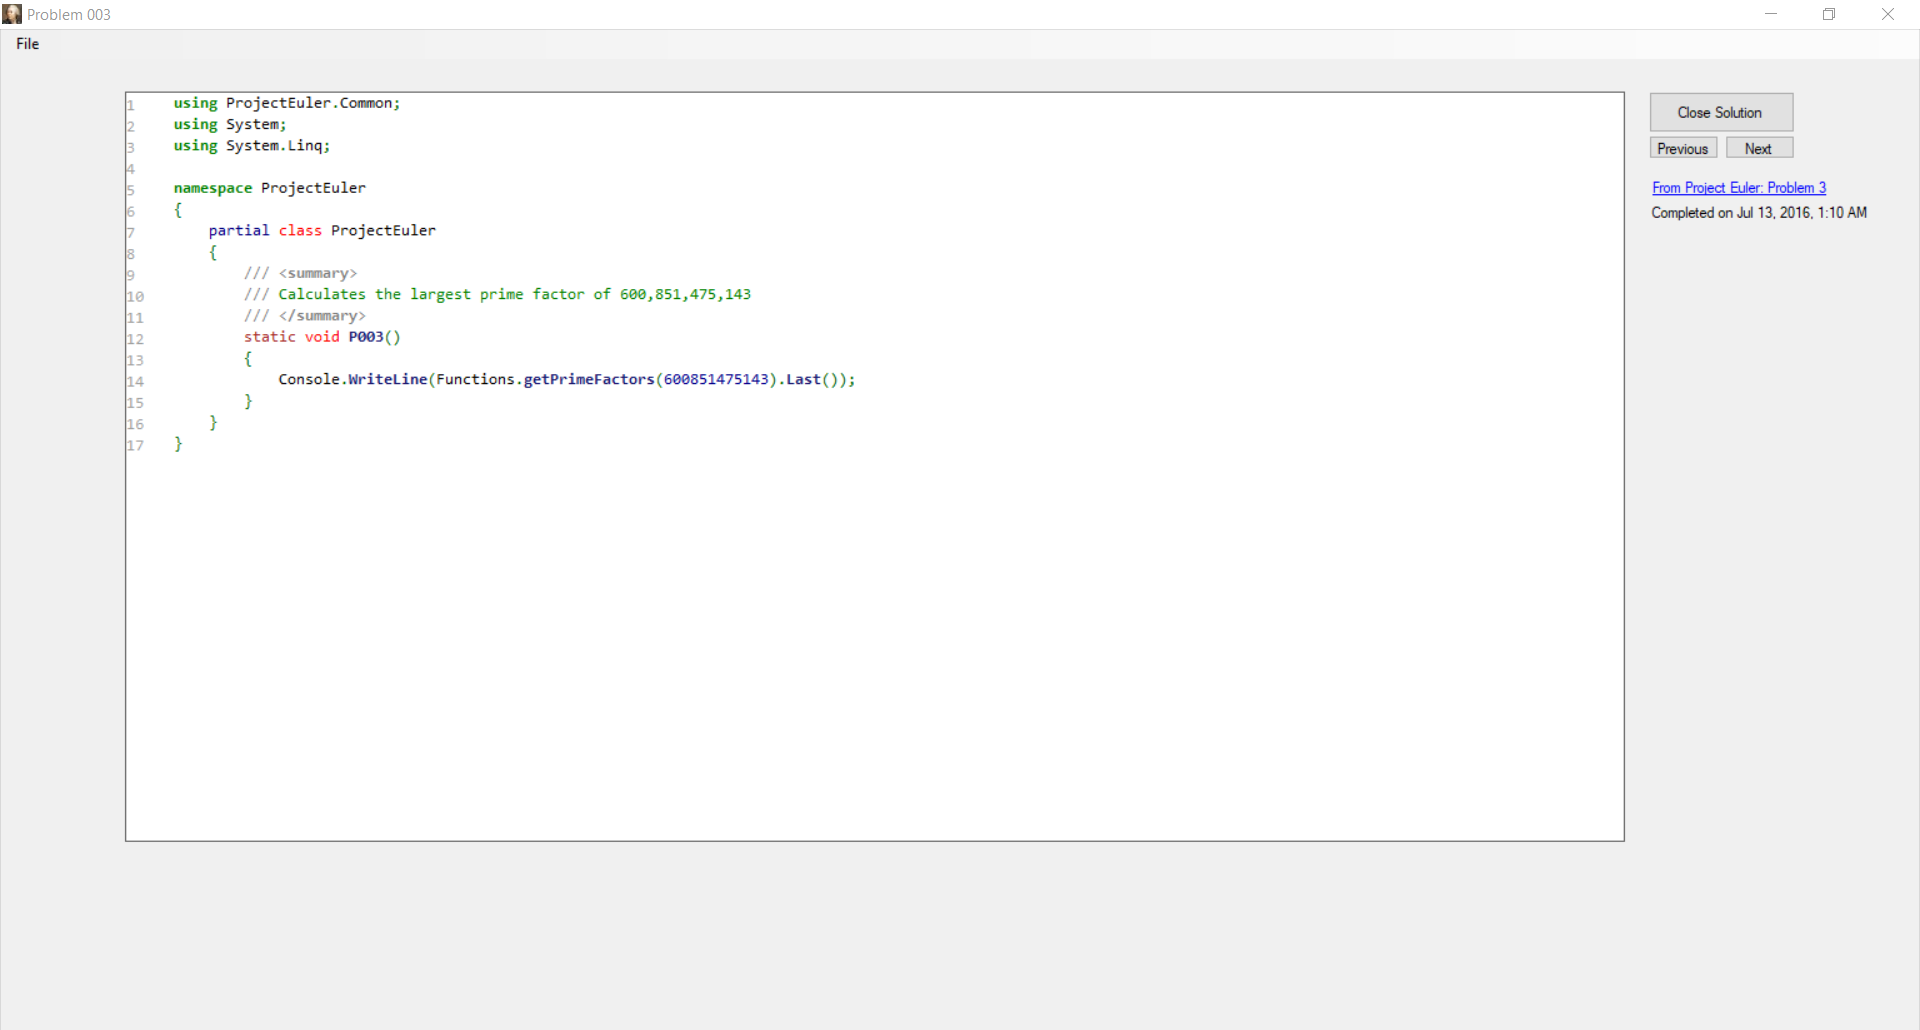 Problem 003
File
1 using ProjectEuler.Common;
2 using System;
3 using System.Linq;
4
5 namespace ProjectEuler
6 {
7     partial class ProjectEuler
8     {
9         /// <summary>
10         /// Calculates the largest prime factor of 600,851,475,143
11         /// </summary>
12         static void P003()
13         {
14             Console.WriteLine(Functions.getPrimeFactors(600851475143).Last());
15         }
16     }
17 }
Close Solution
Previous Next
From Project Euler: Problem 3
Completed on Jul 13, 2016, 1:10 AM